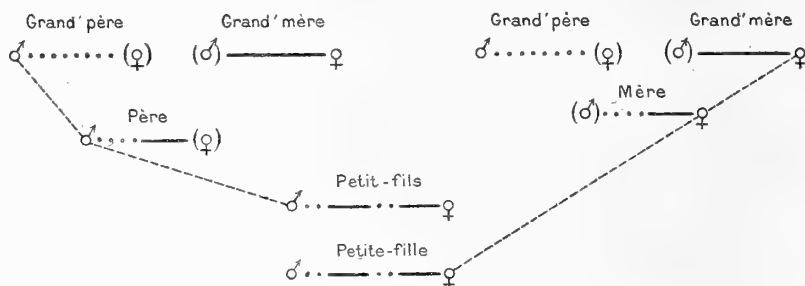 Grand'père Grand'mère Grand'père Grand'mère
♂ (♀) (♂) ♀ ♂ (♀) (♂) ♀
Père Mère
♂ (♀) (♂) ♀
Petit-fils
♂ ♀
Petite-fille
♂ ♀